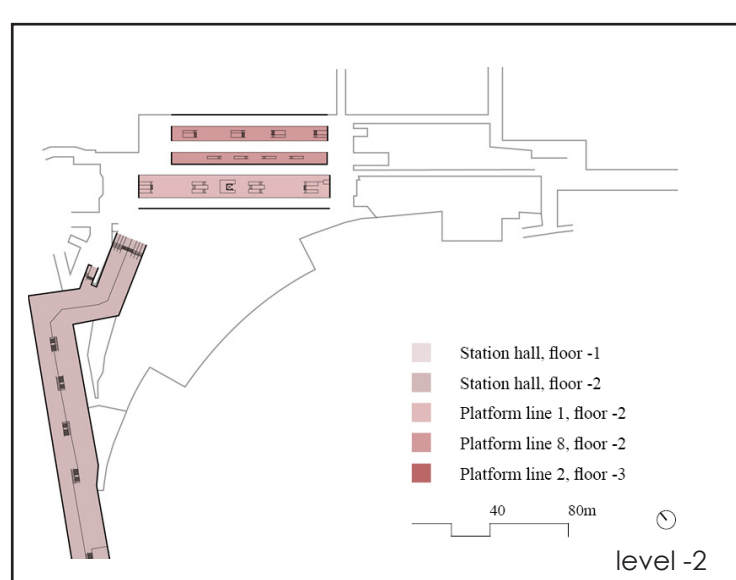 Station hall, floor -1
Station hall, floor -2
Platform line 1, floor -2
Platform line 8, floor -2
Platform line 2, floor -3
40 80m
level -2